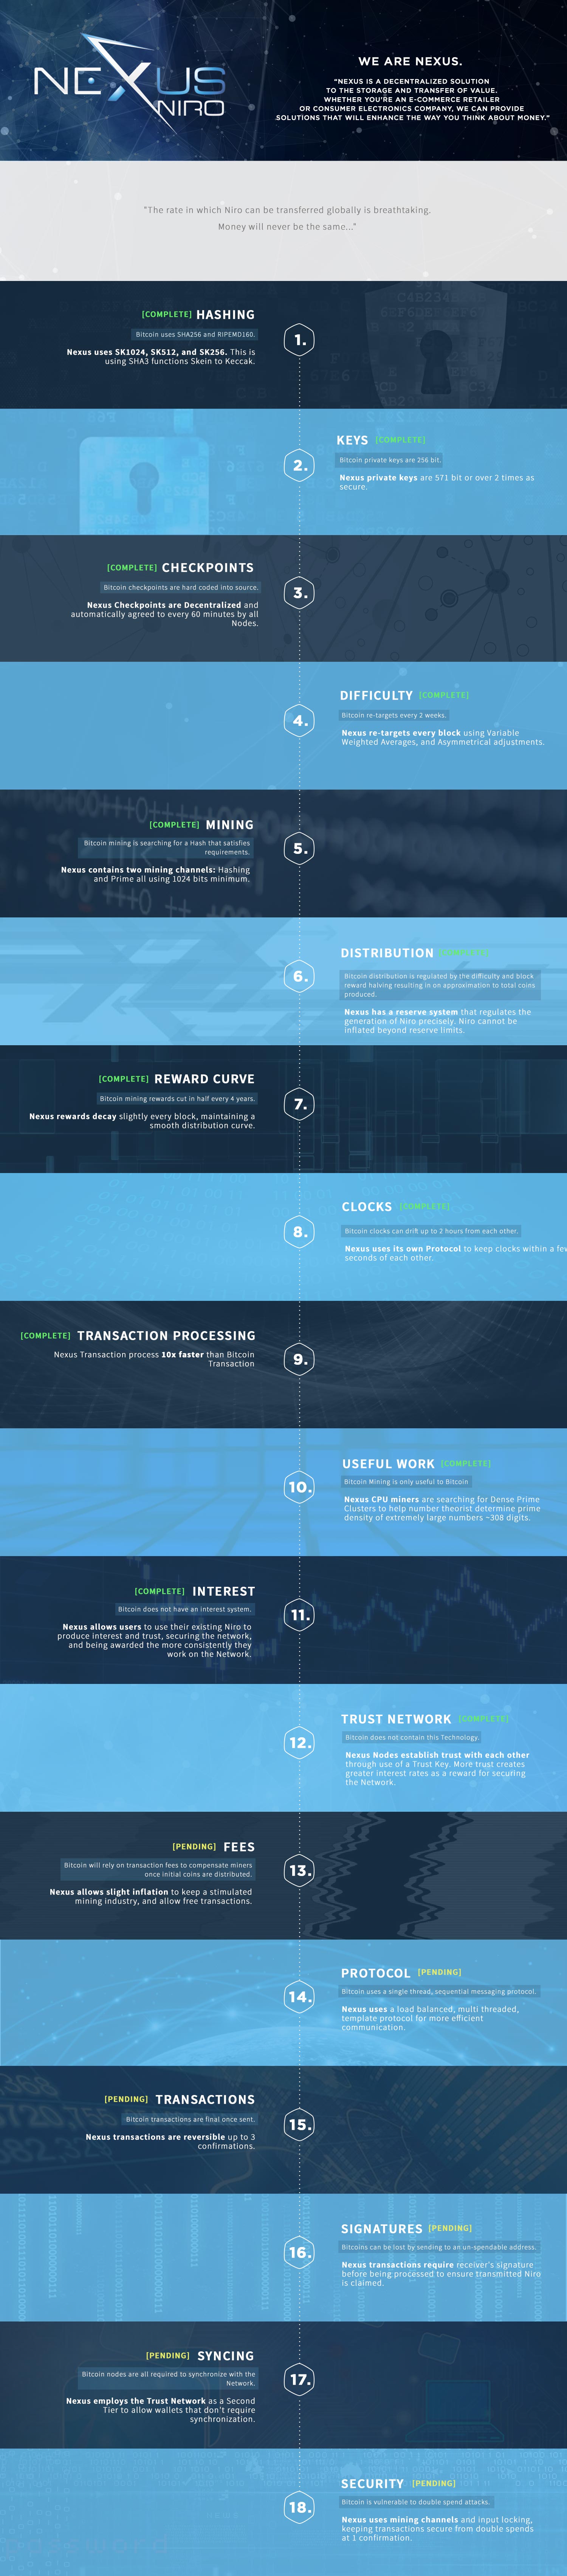 NEXUS
NIRO
WE ARE NEXUS.
"NEXUS IS A DECENTRALIZED SOLUTION
TO THE STORAGE AND TRANSFER OF VALUE.
WHETHER YOU'RE AN E-COMMERCE RETAILER
OR CONSUMER ELECTRONICS COMPANY, WE CAN PROVIDE
SOLUTIONS THAT WILL ENHANCE THE WAY YOU THINK ABOUT MONEY."
"The rate in which Niro can be transferred globally is breathtaking.
Money will never be the same..."
[COMPLETE] HASHING
Bitcoin uses SHA256 and RIPEMD160.
Nexus uses SK1024, SK512, and SK256. This is
using SHA3 functions Skein to Keccak.
1.
KEYS [COMPLETE]
Bitcoin private keys are 256 bit.
Nexus private keys are 571 bit or over 2 times as
secure.
2.
[COMPLETE] CHECKPOINTS
Bitcoin checkpoints are hard coded into source.
Nexus Checkpoints are Decentralized and
automatically agreed to every 60 minutes by all
Nodes.
3.
DIFFICULTY [COMPLETE]
Bitcoin re-targets every 2 weeks.
Nexus re-targets every block using Variable
Weighted Averages, and Asymmetrical adjustments.
4.
[COMPLETE] MINING
Bitcoin mining is searching for a Hash that satisfies
requirements.
Nexus contains two mining channels: Hashing
and Prime all using 1024 bits minimum.
5.
DISTRIBUTION [COMPLETE]
Bitcoin distribution is regulated by the difficulty and block
reward halving resulting in on approximation to total coins
produced.
Nexus has a reserve system that regulates the
generation of Niro precisely. Niro cannot be
inflated beyond reserve limits.
6.
[COMPLETE] REWARD CURVE
Bitcoin mining rewards cut in half every 4 years.
Nexus rewards decay slightly every block, maintaining a
smooth distribution curve.
7.
CLOCKS [COMPLETE]
Bitcoin clocks can drift up to 2 hours from each other.
Nexus uses its own Protocol to keep clocks within a few
seconds of each other.
8.
[COMPLETE] TRANSACTION PROCESSING
Nexus Transaction process 10x faster than Bitcoin
Transaction
9.
USEFUL WORK [COMPLETE]
Bitcoin Mining is only useful to Bitcoin
Nexus CPU miners are searching for Dense Prime
Clusters to help number theorist determine prime
density of extremely large numbers ~308 digits.
10.
[COMPLETE] INTEREST
Bitcoin does not have an interest system.
Nexus allows users to use their existing Niro to
produce interest and trust, securing the network,
and being awarded the more consistently they
work on the Network.
11.
TRUST NETWORK [COMPLETE]
Bitcoin does not contain this Technology.
Nexus Nodes establish trust with each other
through use of a Trust Key. More trust creates
greater interest rates as a reward for securing
the Network.
12.
[PENDING] FEES
Bitcoin will rely on transaction fees to compensate miners
once initial coins are distributed.
Nexus allows slight inflation to keep a stimulated
mining industry, and allow free transactions.
13.
PROTOCOL [PENDING]
Bitcoin uses a single thread, sequential messaging protocol.
Nexus uses a load balanced, multi threaded,
template protocol for more efficient
communication.
14.
[PENDING] TRANSACTIONS
Bitcoin transactions are final once sent.
Nexus transactions are reversible up to 3
confirmations.
15.
SIGNATURES [PENDING]
Bitcoins can be lost by sending to an un-spendable address.
Nexus transactions require receiver's signature
before being processed to ensure transmitted Niro
is claimed.
16.
[PENDING] SYNCING
Bitcoin nodes are all required to synchronize with the
Network.
Nexus employs the Trust Network as a Second
Tier to allow wallets that don't require
synchronization.
17.
SECURITY [PENDING]
Bitcoin is vulnerable to double spend attacks.
Nexus uses mining channels and input locking,
keeping transactions secure from double spends
at 1 confirmation.
18.